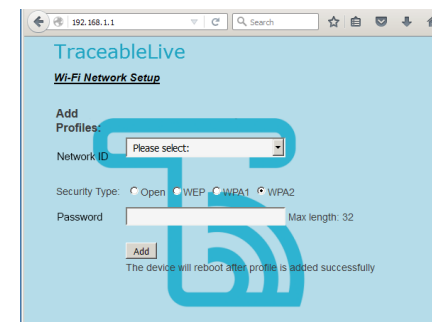 192.168.1.1
Search
TraceableLive
Wi-Fi Network Setup
Add
Profiles:
Network ID
Please select:
Security Type: Open WEP WPA1 WPA2
Password
Max length: 32
Add
The device will reboot after profile is added successfully